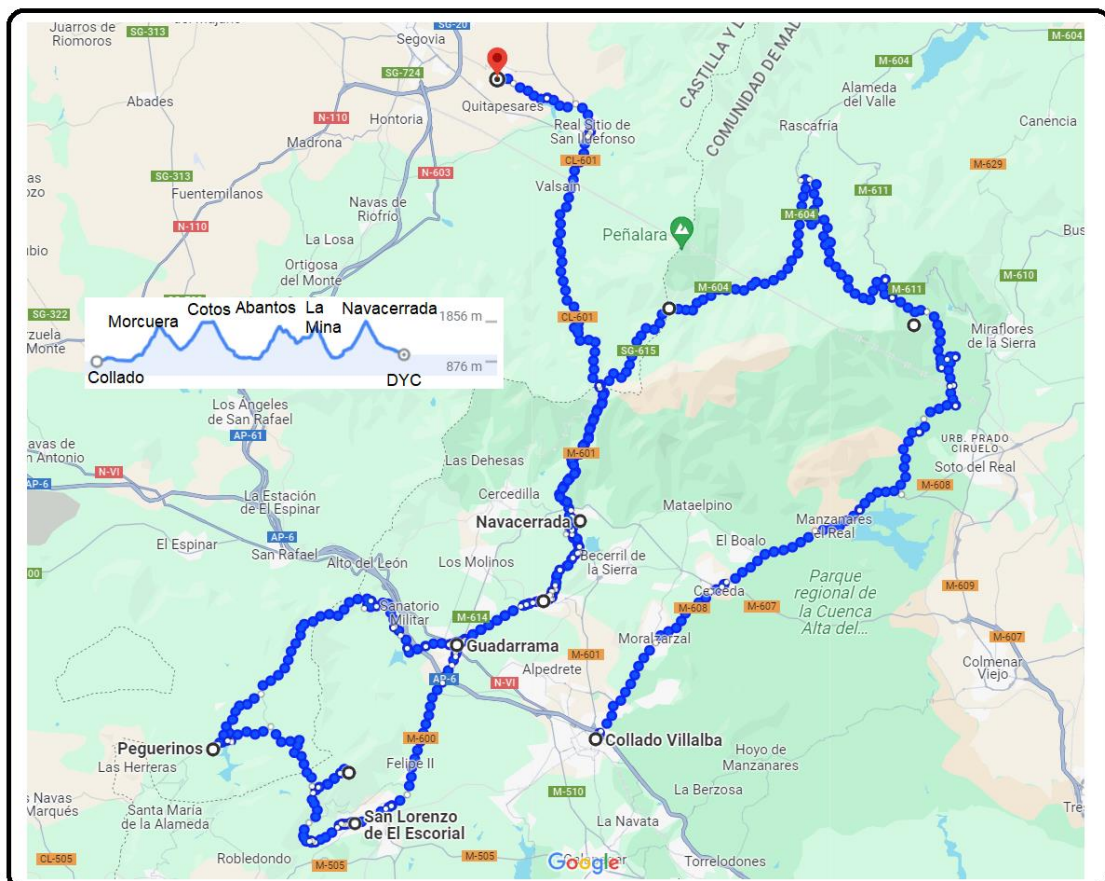 Juarros de
Riomoros
SG-313
SG-20
Segovia
M-604
CASTILLA Y L
COMUNIDAD DE MAD
SG-724
M-604
Abades
Quitapesares
Alameda
del Valle
N-110
Hontoria
Real Sitio de
San Ildefonso
Rascafría
Canencia
Madrona
CL-601
M-629
SG-313
N-603
Valsaín
M-611
Fuentemilanos
Navas de
Riofrío
M-604
N-110
Peñalara
Bus
La Losa
Ortigosa
del Monte
M-610
M-604
M-611
SG-322
Morcuera
Cotos
Abantos
La
Mina
Navacerrada
1856 m
876 m
Collado
DYC
CL-601
Miraflores
de la Sierra
SG-615
Los Ángeles
de San Rafael
AP-61
M-601
URB. PRADO
CIRUELO
N-VI
Las Dehesas
Soto del Real
AP-6
La Estación
de El Espinar
Cercedilla
M-608
Navacerrada
Mataelpino
Manzanares
el Real
AP-6
El Espinar
San Rafael
Alto del León
Los Molinos
Becerril de
la Sierra
El Boalo
Parque
regional de
la Cuenca
Alta del...
M-609
Cerceda
M-607
Sanatorio
Militar
M-614
M-608
Moralzarzal
M-607
Guadarrama
Alpedrete
M-601
Colmenar
Viejo
AP-6
N-VI
Peguerinos
Las Herreras
M-600
Felipe II
Collado Villalba
Hoyo de
Manzanares
Santa María
de la Alameda
San Lorenzo
de El Escorial
M-510
La Berzosa
La Navata
CL-505
Robledondo
M-505
M-505
Google
Torrelodones